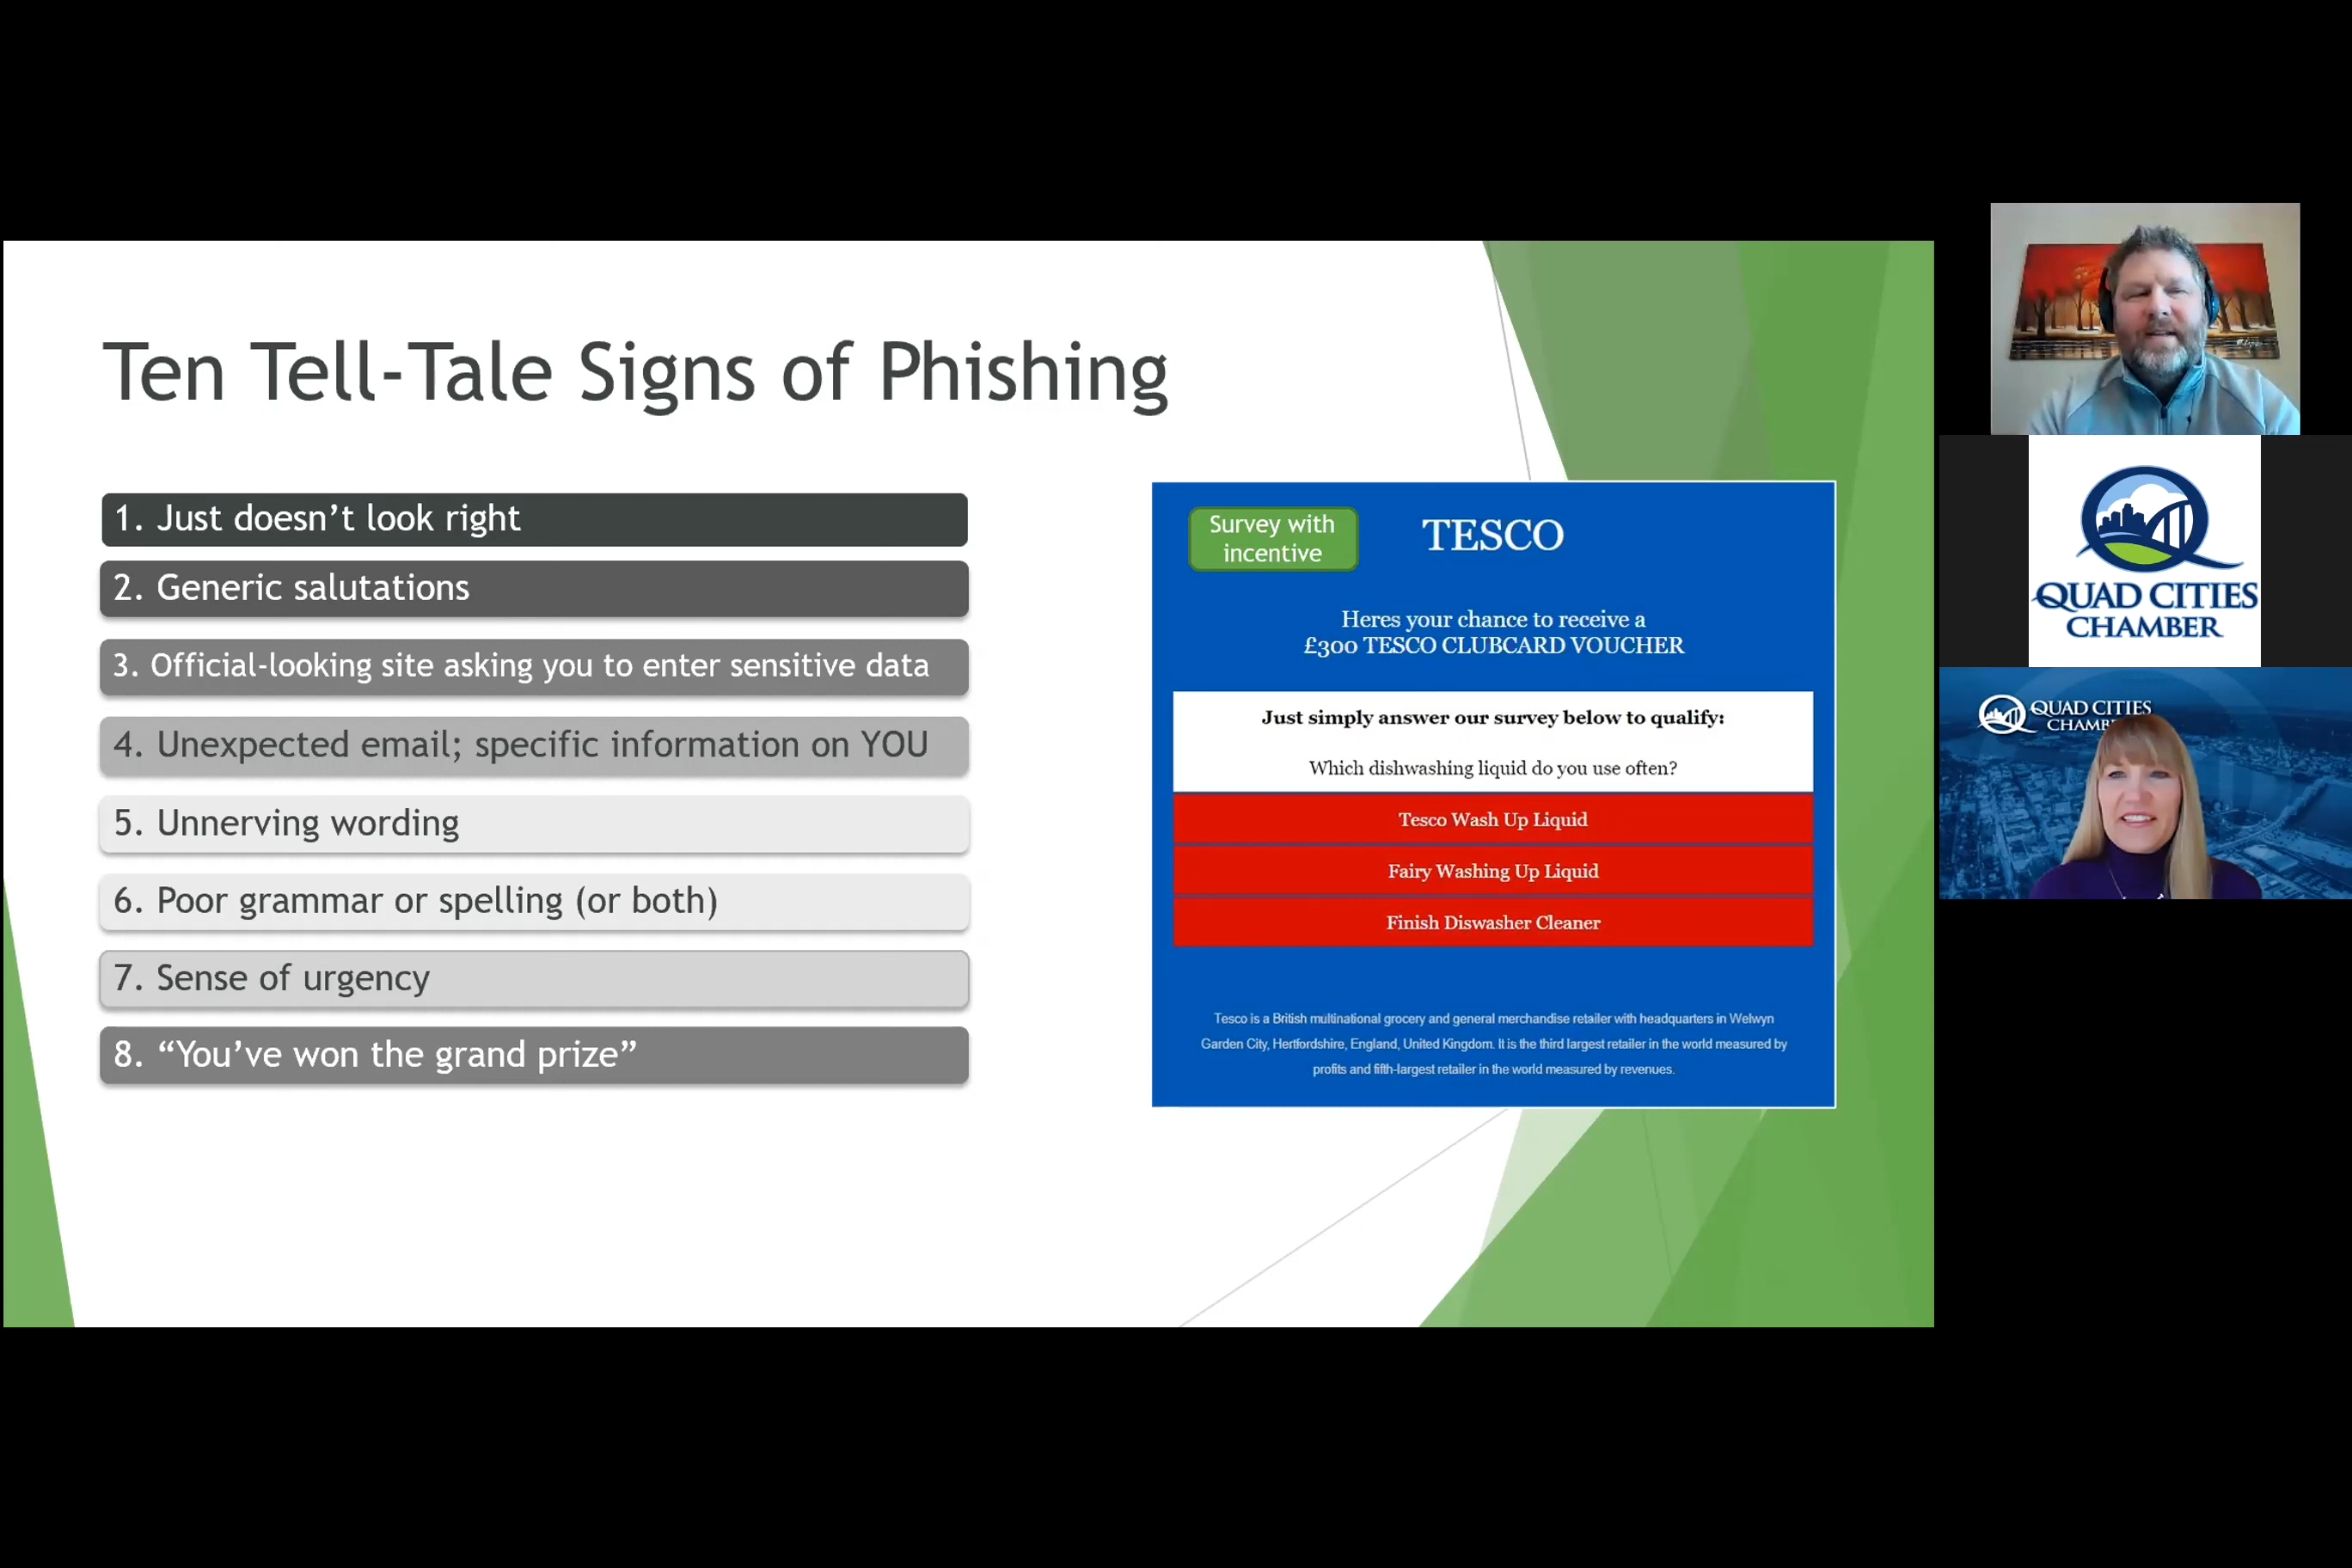 Ten Tell-Tale Signs of Phishing
1. Just doesn’t look right
2. Generic salutations
3. Official-looking site asking you to enter sensitive data
4. Unexpected email; specific information on YOU
5. Unnerving wording
6. Poor grammar or spelling (or both)
7. Sense of urgency
8. “You’ve won the grand prize”
Survey with
incentive
TESCO
Heres your chance to receive a
£300 TESCO CLUBCARD VOUCHER
Just simply answer our survey below to qualify:
Which dishwashing liquid do you use often?
Tesco Wash Up Liquid
Fairy Washing Up Liquid
Finish Diswasher Cleaner
Tesco is a British multinational grocery and general merchandise retailer with headquarters in Welwyn
Garden City, Hertfordshire, England, United Kingdom. It is the third largest retailer in the world measured by
profits and fifth-largest retailer in the world measured by revenues.
QUAD CITIES
CHAMBER
QUAD CITIES
CHAMB